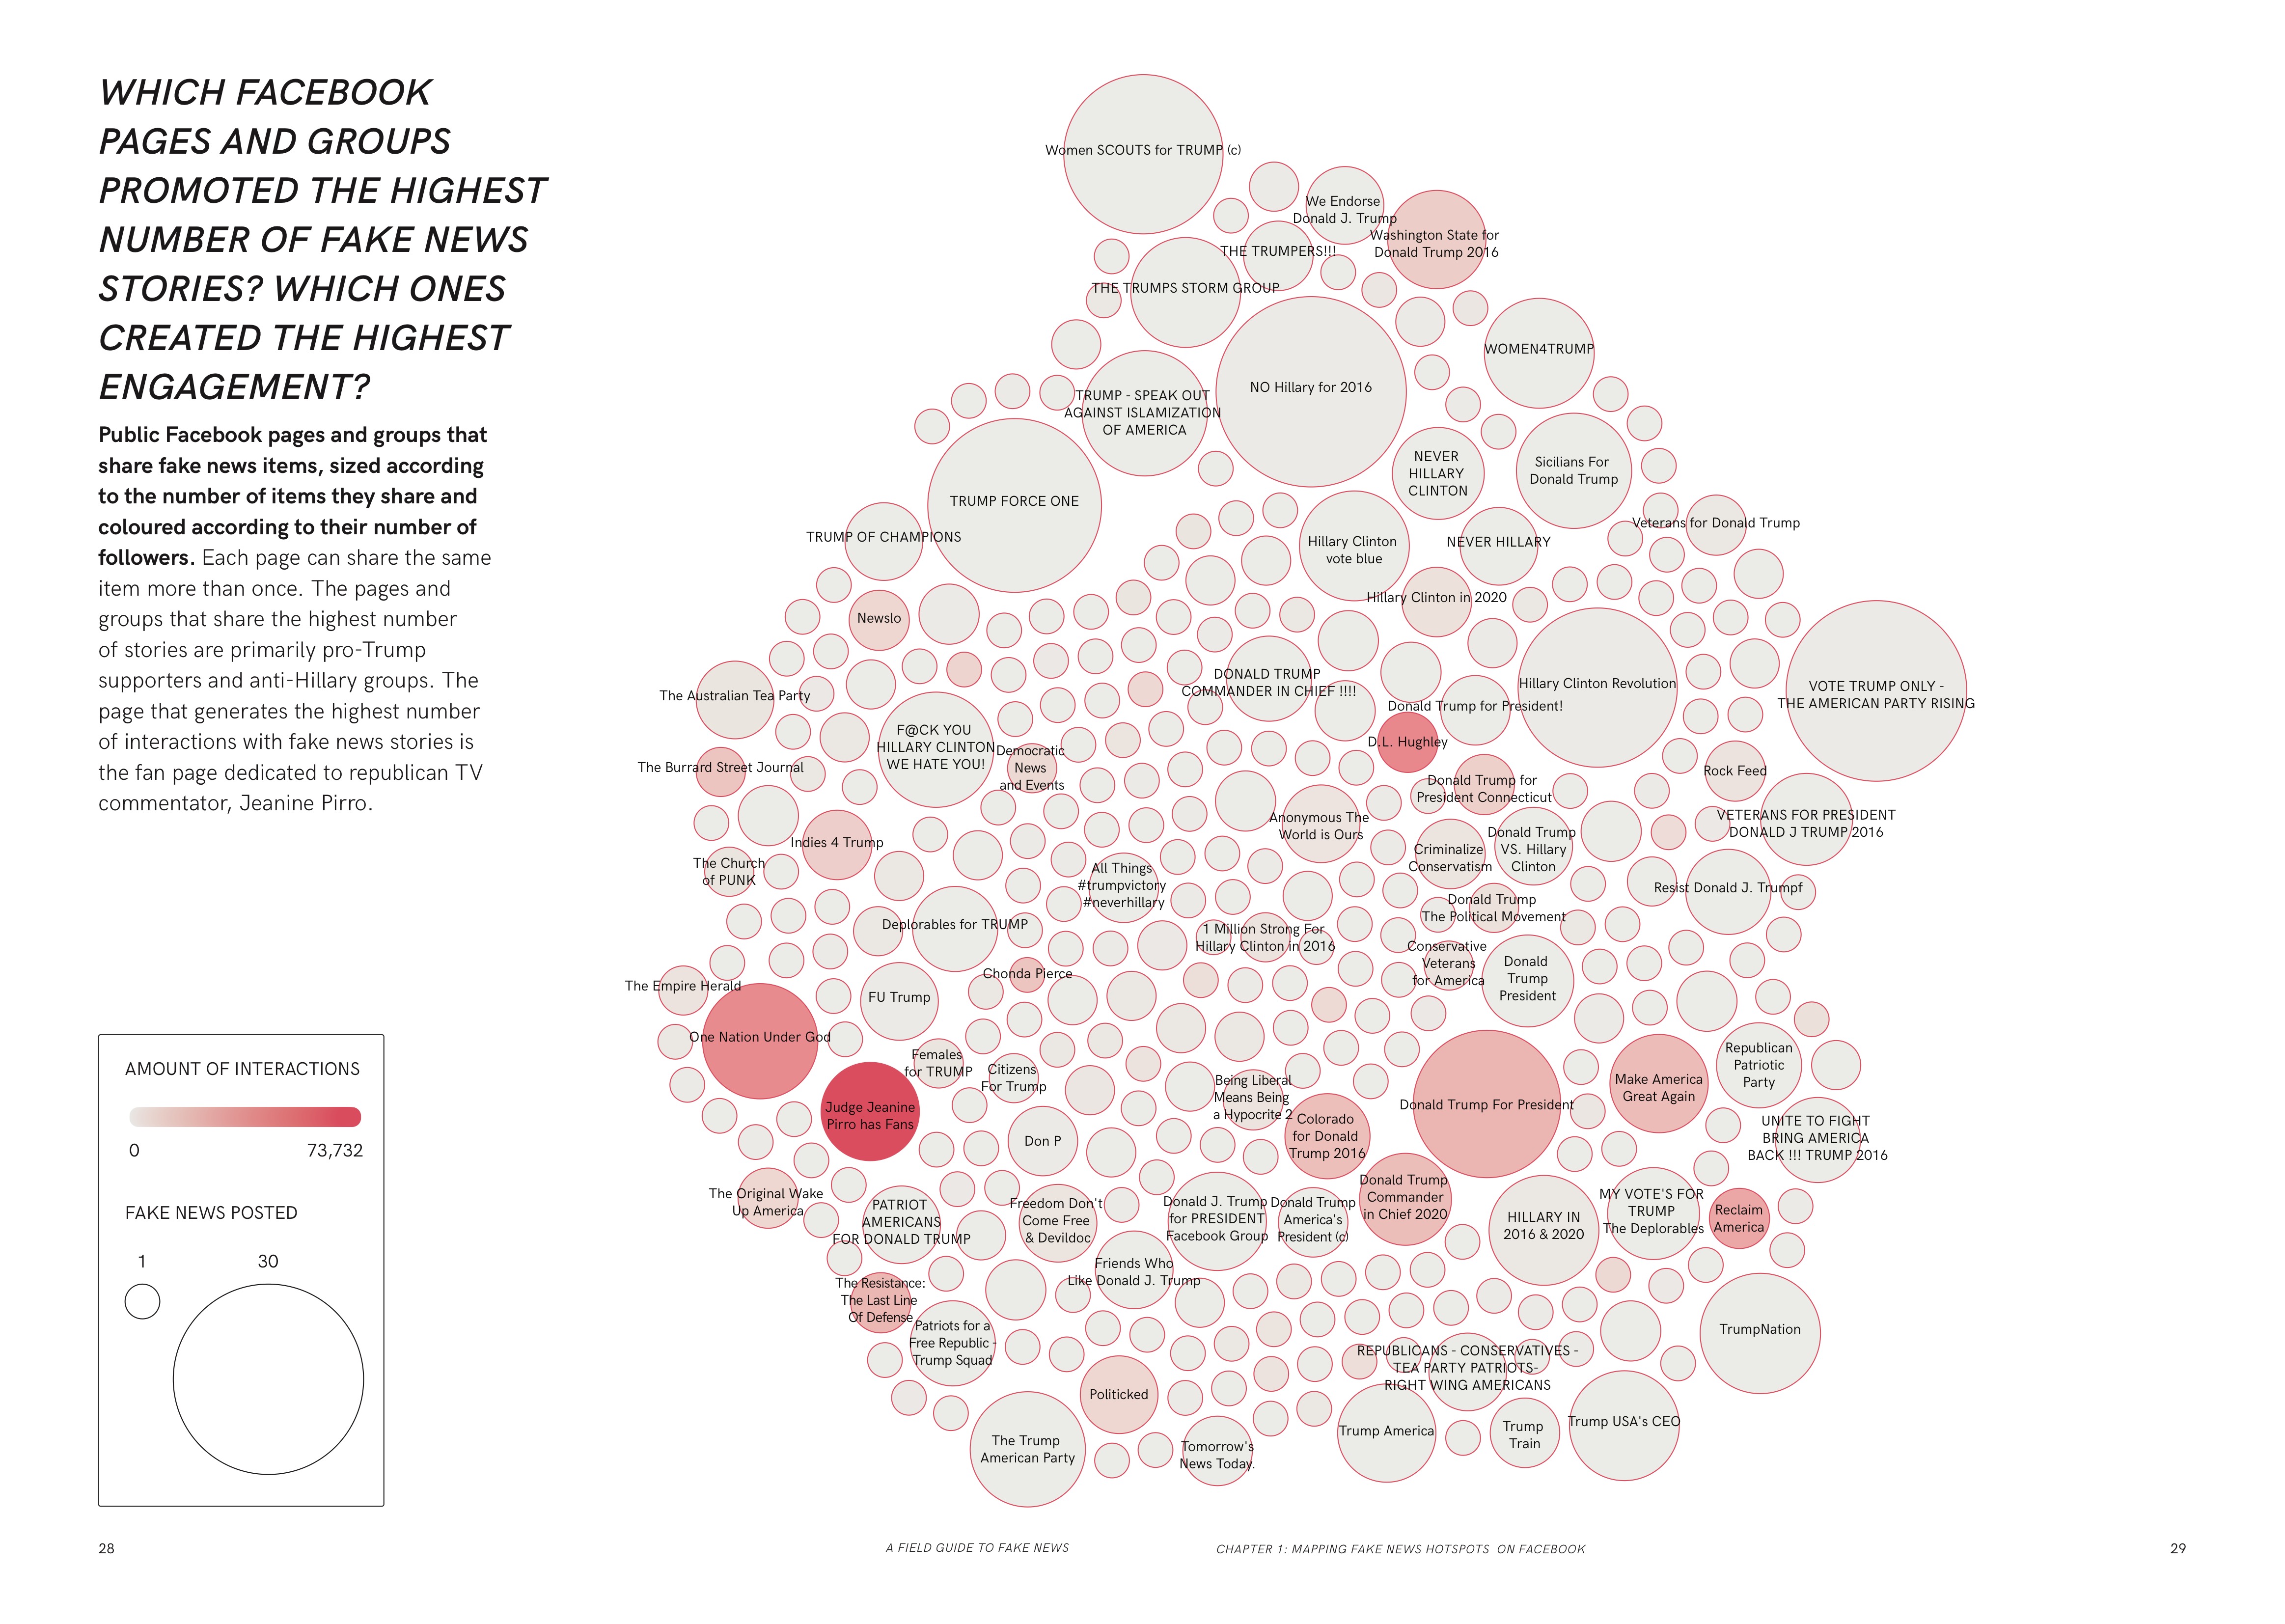 WHICH FACEBOOK
PAGES AND GROUPS
PROMOTED THE HIGHEST
NUMBER OF FAKE NEWS
STORIES? WHICH ONES
CREATED THE HIGHEST
ENGAGEMENT?
Public Facebook pages and groups that
share fake news items, sized according
to the number of items they share and
coloured according to their number of
followers. Each page can share the same
item more than once. The pages and
groups that share the highest number
of stories are primarily pro-Trump
supporters and anti-Hillary groups. The
page that generates the highest number
of interactions with fake news stories is
the fan page dedicated to republican TV
commentator, Jeanine Pirro.
AMOUNT OF INTERACTIONS
0
73,732
FAKE NEWS POSTED
1
30
Women SCOUTS for TRUMP (c)
We Endorse
Donald J. Trump
Washington State for
Donald Trump 2016
THE TRUMPERS!!!
THE TRUMPS STORM GROUP
WOMEN4TRUMP
NO Hillary for 2016
TRUMP - SPEAK OUT
AGAINST ISLAMIZATION
OF AMERICA
NEVER
HILLARY
CLINTON
Sicilians For
Donald Trump
TRUMP FORCE ONE
TRUMP OF CHAMPIONS
Hillary Clinton
vote blue
NEVER HILLARY
Veterans for Donald Trump
Hillary Clinton in 2020
Newslo
DONALD TRUMP
COMMANDER IN CHIEF !!!!
Hillary Clinton Revolution
VOTE TRUMP ONLY -
THE AMERICAN PARTY RISING
The Australian Tea Party
Donald Trump for President!
F@CK YOU
HILLARY CLINTON
WE HATE YOU!
Democratic
News
and Events
D.L. Hughley
The Burrard Street Journal
Rock Feed
Donald Trump for
President Connecticut
Anonymous The
World is Ours
VETERANS FOR PRESIDENT
DONALD J TRUMP 2016
Indies 4 Trump
Criminalize
Conservatism
Donald Trump
VS. Hillary
Clinton
The Church
of PUNK
All Things
#trumpvictory
#neverhillary
Resist Donald J. Trumpf
Donald Trump
The Political Movement
Deplorables for TRUMP
1 Million Strong For
Hillary Clinton in 2016
Conservative
Veterans
for America
Donald
Trump
President
Chonda Pierce
The Empire Herald
FU Trump
One Nation Under God
Females
for TRUMP
Citizens
For Trump
Republican
Patriotic
Party
Being Liberal
Means Being
a Hypocrite 2
Make America
Great Again
Donald Trump For President
Judge Jeanine
Pirro has Fans
Colorado
for Donald
Trump 2016
Don P
UNITE TO FIGHT
BRING AMERICA
BACK !!! TRUMP 2016
The Original Wake
Up America
PATRIOT
AMERICANS
FOR DONALD TRUMP
Freedom Don't
Come Free
& Devildoc
Donald J. Trump
for PRESIDENT
Facebook Group
Donald Trump
America's
President (c)
Donald Trump
Commander
in Chief 2020
HILLARY IN
2016 & 2020
MY VOTE'S FOR
TRUMP
The Deplorables
Reclaim
America
Friends Who
Like Donald J. Trump
The Resistance:
The Last Line
Of Defense
Patriots for a
Free Republic -
Trump Squad
TrumpNation
REPUBLICANS - CONSERVATIVES -
TEA PARTY PATRIOTS-
RIGHT WING AMERICANS
Politicked
The Trump
American Party
Tomorrow's
News Today.
Trump America
Trump
Train
Trump USA's CEO
28
A FIELD GUIDE TO FAKE NEWS
CHAPTER 1: MAPPING FAKE NEWS HOTSPOTS ON FACEBOOK
29